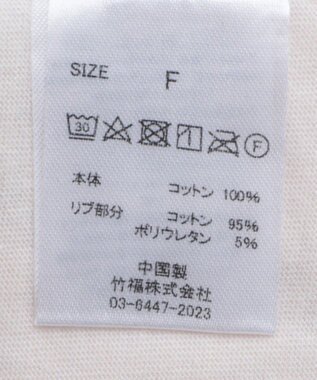 SIZE F
30 F
本体 コットン 100%
リブ部分 コットン 95%
ポリウレタン 5%
中国製
竹福株式会社
03-6447-2023